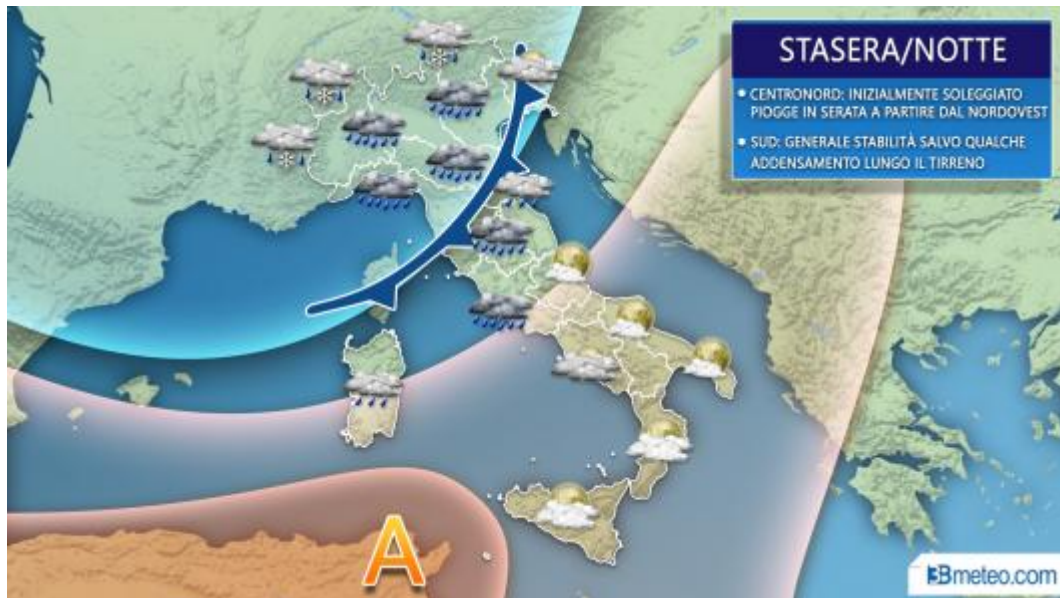 STASERA/NOTTE
• CENTRONORD: INIZIALMENTE SOLEGGIATO
PIOGGE IN SERATA A PARTIRE DAL NORDOVEST
• SUD: GENERALE STABILITÀ SALVO QUALCHE
ADDENSAMENTO LUNGO IL TIRRENO
A
3Bmeteo.com